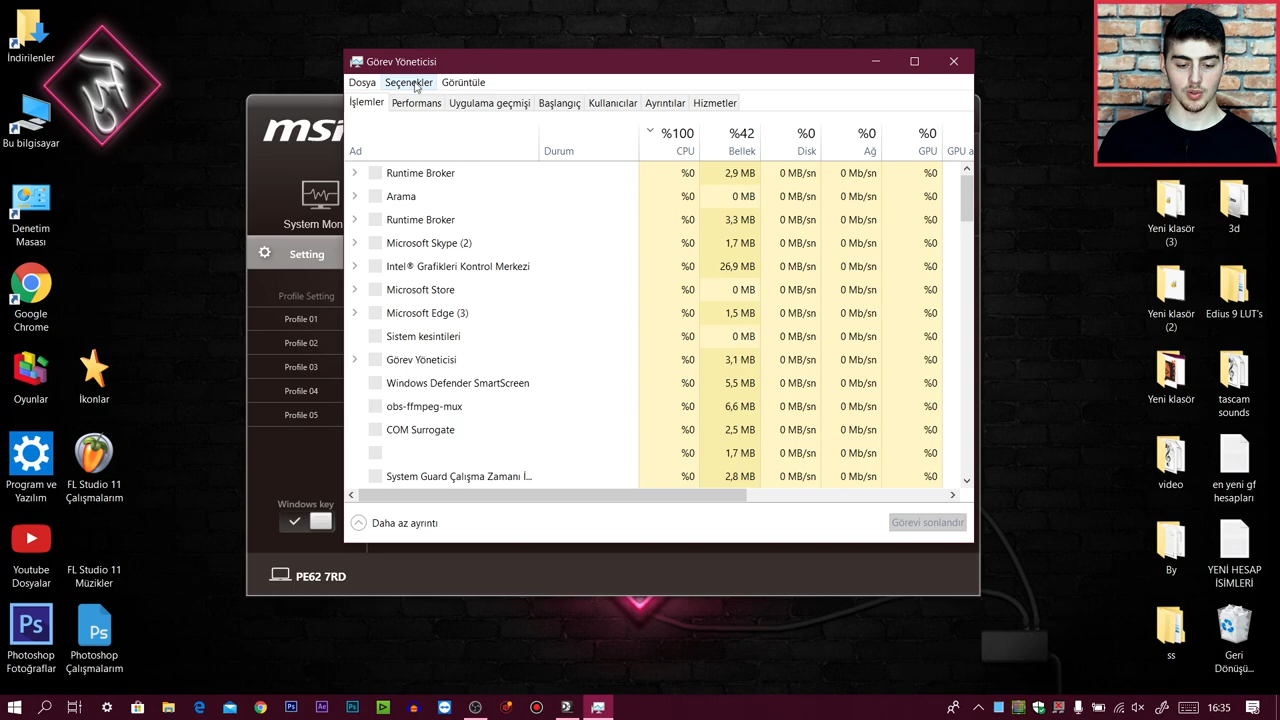 İndirilenler
Bu bilgisayar
Denetim
Masası
Google
Chrome
Oyunlar
İkonlar
Program ve
Yazılım
FL Studio 11
Çalışmalarım
Youtube
Dosyalar
FL Studio 11
Müzikler
Ps
Photoshop
Fotoğraflar
Ps
Photoshop
Çalışmalarım
msi
System Mon
Setting
Profile Setting
Profile 01
Profile 02
Profile 03
Profile 04
Profile 05
Windows key
PE62 7RD
Görev Yöneticisi
Dosya Seçenekler Görüntüle
İşlemler Performans Uygulama geçmişi Başlangıç Kullanıcılar Ayrıntılar Hizmetler
%100 %42 %0 %0 %0
Ad Durum CPU Bellek Disk Ağ GPU GPU a
Runtime Broker %0 2,9 MB 0 MB/sn 0 Mb/sn %0
Arama %0 0 MB 0 MB/sn 0 Mb/sn %0
Runtime Broker %0 3,3 MB 0 MB/sn 0 Mb/sn %0
Microsoft Skype (2) %0 1,7 MB 0 MB/sn 0 Mb/sn %0
Intel® Grafikleri Kontrol Merkezi %0 26,9 MB 0 MB/sn 0 Mb/sn %0
Microsoft Store %0 0 MB 0 MB/sn 0 Mb/sn %0
Microsoft Edge (3) %0 1,5 MB 0 MB/sn 0 Mb/sn %0
Sistem kesintileri %0 0 MB 0 MB/sn 0 Mb/sn %0
Görev Yöneticisi %0 3,1 MB 0 MB/sn 0 Mb/sn %0
Windows Defender SmartScreen %0 5,5 MB 0 MB/sn 0 Mb/sn %0
obs-ffmpeg-mux %0 6,6 MB 0 MB/sn 0 Mb/sn %0
COM Surrogate %0 2,5 MB 0 MB/sn 0 Mb/sn %0
%0 1,7 MB 0 MB/sn 0 Mb/sn %0
System Guard Çalışma Zamanı İ... %0 2,8 MB 0 MB/sn 0 Mb/sn %0
Daha az ayrıntı
Görevi sonlandır
Yeni klasör
(3)
3d
Yeni klasör
(2)
Edius 9 LUT's
Yeni klasör
tascam
sounds
video
en yeni gf
hesapları
By
YENİ HESAP
İSİMLERİ
ss
Geri
Dönüşü...
Ps Ae Ps
16:35